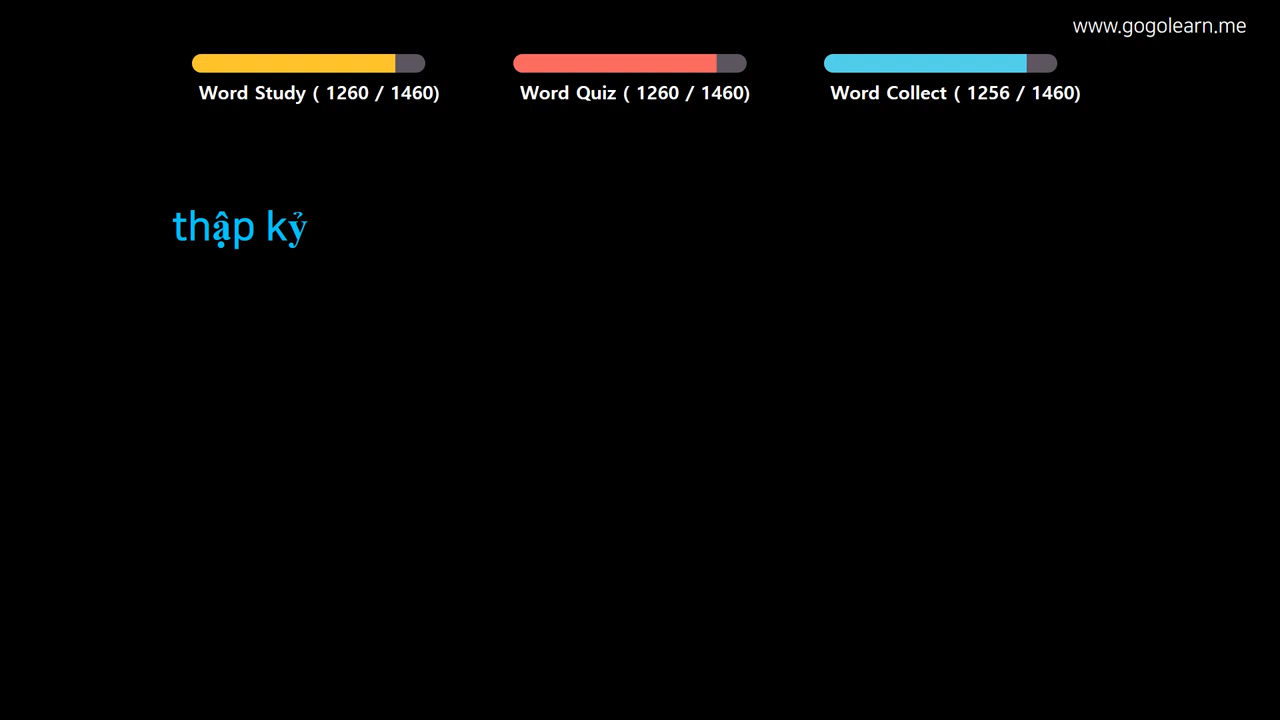 www.gogolearn.me
Word Study ( 1260 / 1460)
Word Quiz ( 1260 / 1460)
Word Collect ( 1256 / 1460)
thập kỷ